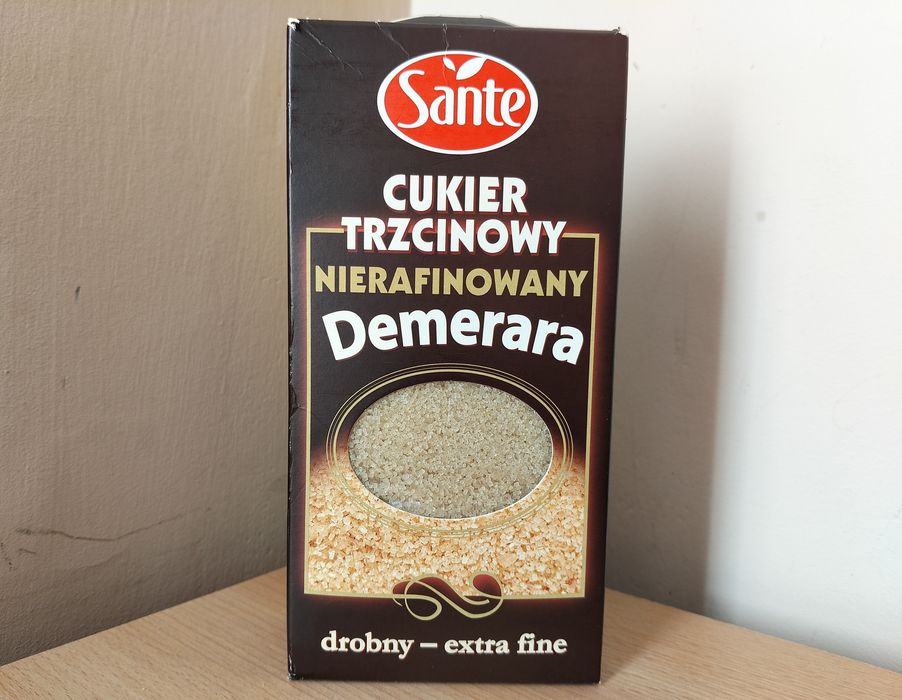 Sante
CUKIER
TRZCINOWY
NIERAFINOWANY
Demerara
drobny – extra fine